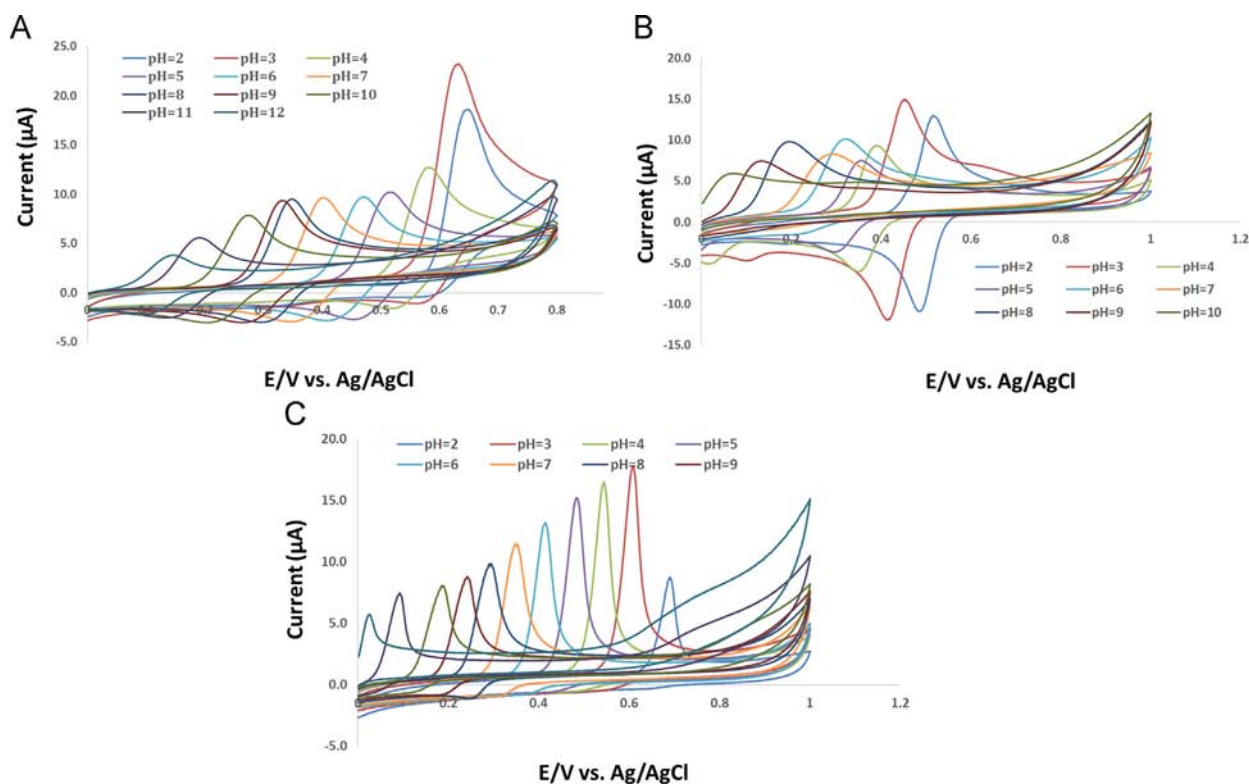 A
25.0
20.0
15.0
10.0
5.0
0.0
-5.0
Current (µA)
pH=2 pH=3 pH=4
pH=5 pH=6 pH=7
pH=8 pH=9 pH=10
pH=11 pH=12
0 0.3 0.4 0.5 0.6 0.7 0.8
E/V vs. Ag/AgCl
B
20.0
15.0
10.0
5.0
0.0
-5.0
-10.0
-15.0
Current (µA)
0 0.2 0.4 0.6 0.8 1 1.2
pH=2 pH=3 pH=4
pH=5 pH=6 pH=7
pH=8 pH=9 pH=10
E/V vs. Ag/AgCl
C
20.0
15.0
10.0
5.0
0.0
-5.0
Current (µA)
pH=2 pH=3 pH=4 pH=5
pH=6 pH=7 pH=8 pH=9
0 0.2 0.4 0.6 0.8 1 1.2
E/V vs. Ag/AgCl